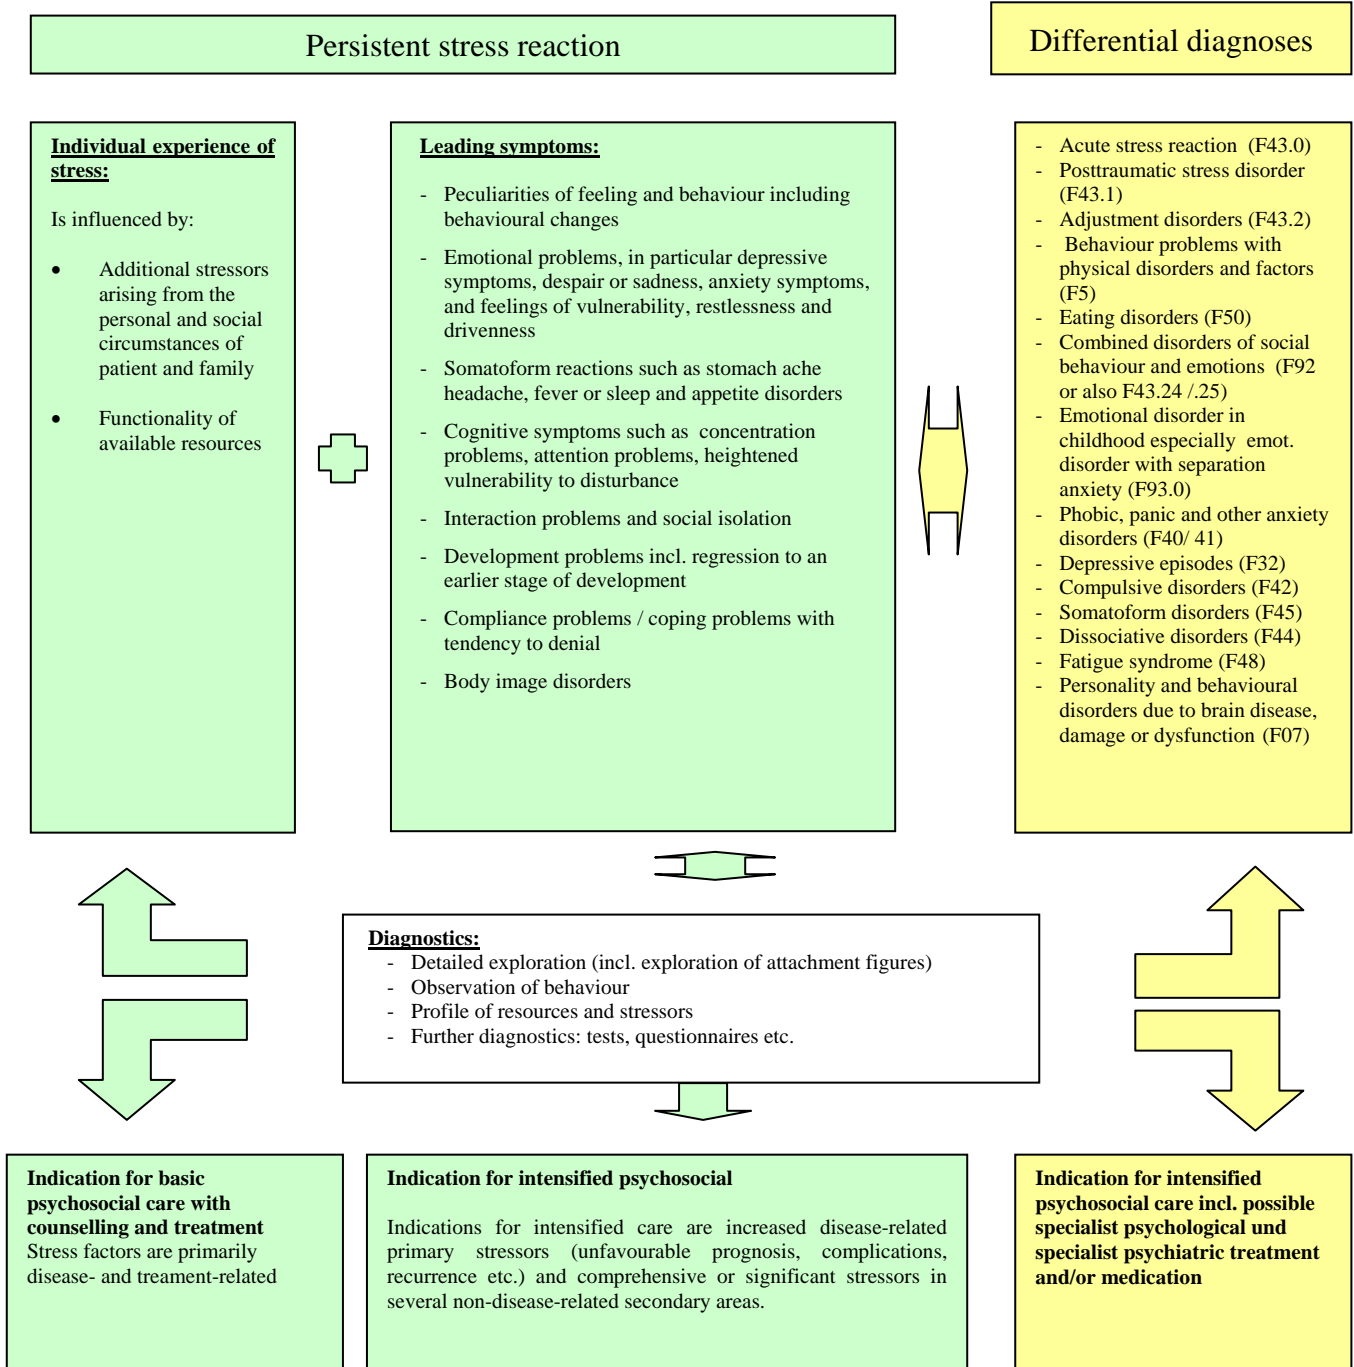 Persistent stress reaction
Differential diagnoses
Individual experience of
stress:
Is influenced by:
• Additional stressors
arising from the
personal and social
circumstances of
patient and family
• Functionality of
available resources
Leading symptoms:
- Peculiarities of feeling and behaviour including
behavioural changes
- Emotional problems, in particular depressive
symptoms, despair or sadness, anxiety symptoms,
and feelings of vulnerability, restlessness and
drivenness
- Somatoform reactions such as stomach ache
headache, fever or sleep and appetite disorders
- Cognitive symptoms such as concentration
problems, attention problems, heightened
vulnerability to disturbance
- Interaction problems and social isolation
- Development problems incl. regression to an
earlier stage of development
- Compliance problems / coping problems with
tendency to denial
- Body image disorders
- Acute stress reaction (F43.0)
- Posttraumatic stress disorder
(F43.1)
- Adjustment disorders (F43.2)
- Behaviour problems with
physical disorders and factors
(F5)
- Eating disorders (F50)
- Combined disorders of social
behaviour and emotions (F92
or also F43.24 /.25)
- Emotional disorder in
childhood especially emot.
disorder with separation
anxiety (F93.0)
- Phobic, panic and other anxiety
disorders (F40/ 41)
- Depressive episodes (F32)
- Compulsive disorders (F42)
- Somatoform disorders (F45)
- Dissociative disorders (F44)
- Fatigue syndrome (F48)
- Personality and behavioural
disorders due to brain disease,
damage or dysfunction (F07)
Diagnostics:
- Detailed exploration (incl. exploration of attachment figures)
- Observation of behaviour
- Profile of resources and stressors
- Further diagnostics: tests, questionnaires etc.
Indication for basic
psychosocial care with
counselling and treatment
Stress factors are primarily
disease- and treament-related
Indication for intensified psychosocial
Indications for intensified care are increased disease-related
primary stressors (unfavourable prognosis, complications,
recurrence etc.) and comprehensive or significant stressors in
several non-disease-related secondary areas.
Indication for intensified
psychosocial care incl. possible
specialist psychological und
specialist psychiatric treatment
and/or medication